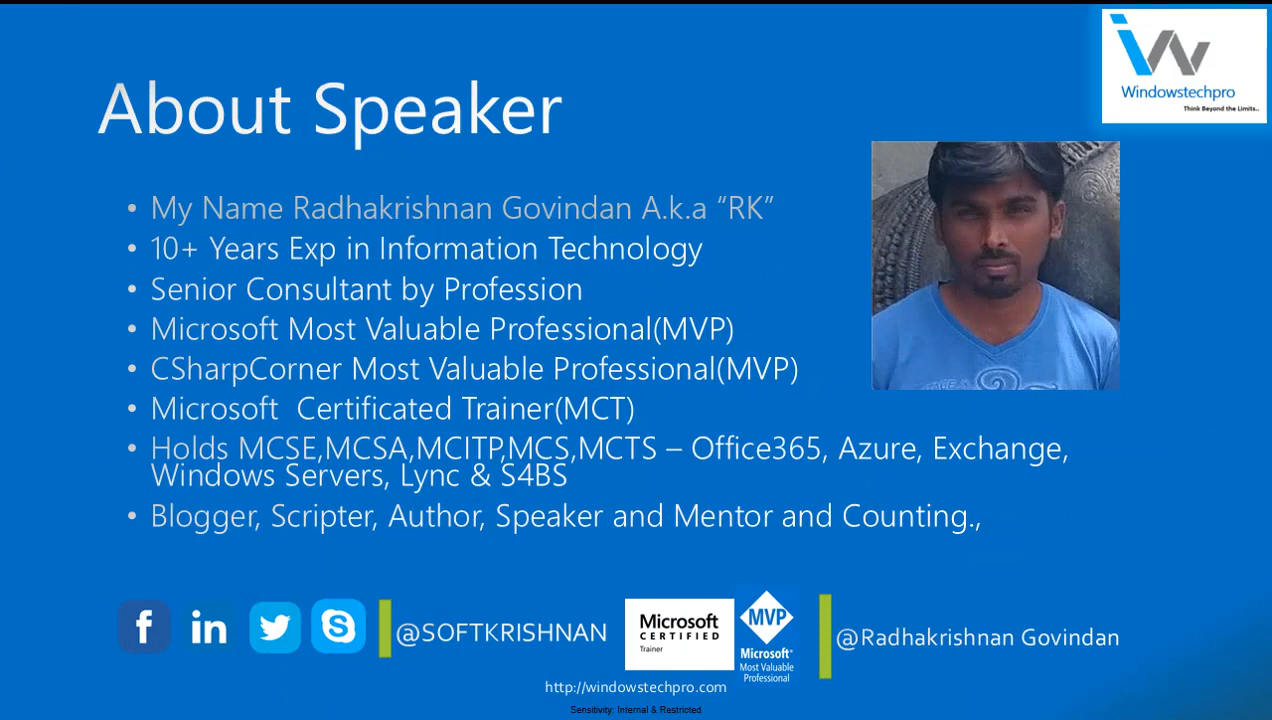 Windowstechpro
Think Beyond the Limits..
About Speaker
• My Name Radhakrishnan Govindan A.k.a “RK”
• 10+ Years Exp in Information Technology
• Senior Consultant by Profession
• Microsoft Most Valuable Professional(MVP)
• CSharpCorner Most Valuable Professional(MVP)
• Microsoft  Certificated Trainer(MCT)
• Holds MCSE,MCSA,MCITP,MCS,MCTS – Office365, Azure, Exchange,
Windows Servers, Lync & S4BS
• Blogger, Scripter, Author, Speaker and Mentor and Counting.,
@SOFTKRISHNAN
Microsoft
CERTIFIED
Trainer
MVP
Microsoft®
Most Valuable
Professional
@Radhakrishnan Govindan
http://windowstechpro.com
Sensitivity: Internal & Restricted